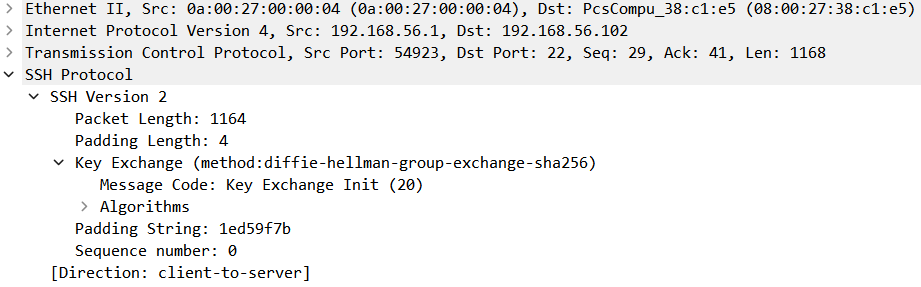 Ethernet II, Src: 0a:00:27:00:00:04 (0a:00:27:00:00:04), Dst: PcsCompu_38:c1:e5 (08:00:27:38:c1:e5)
Internet Protocol Version 4, Src: 192.168.56.1, Dst: 192.168.56.102
Transmission Control Protocol, Src Port: 54923, Dst Port: 22, Seq: 29, Ack: 41, Len: 1168
SSH Protocol
SSH Version 2
Packet Length: 1164
Padding Length: 4
Key Exchange (method:diffie-hellman-group-exchange-sha256)
Message Code: Key Exchange Init (20)
Algorithms
Padding String: 1ed59f7b
Sequence number: 0
[Direction: client-to-server]